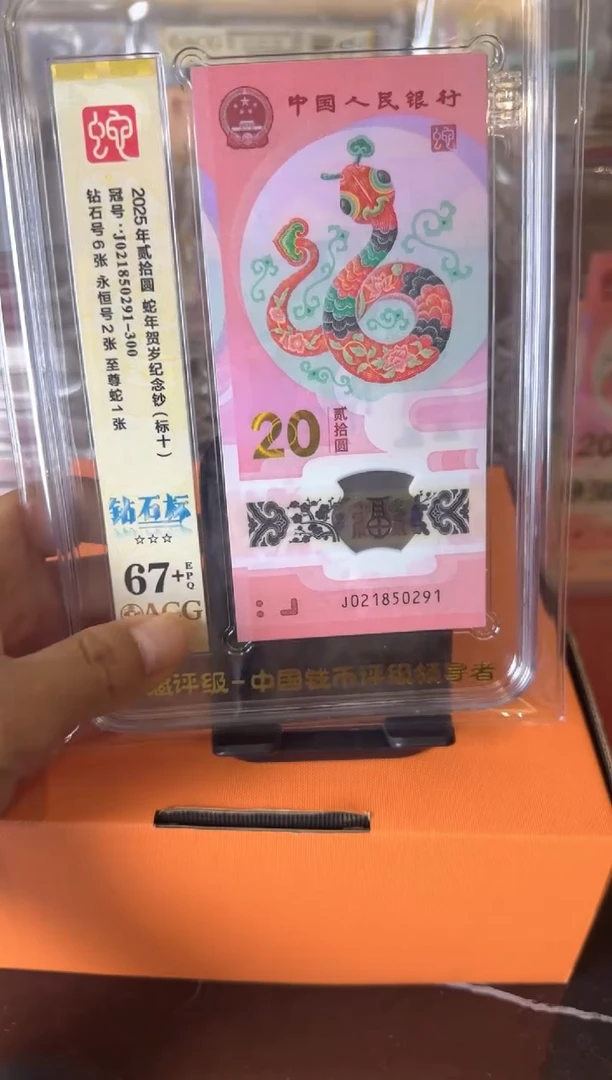 蛇
2025年贰拾圆 蛇年贺岁纪念钞(标十)
冠号:J021850291-300
钻石号6张 永恒号2张 至尊蛇1张
钻石标
☆☆☆
67+EPQ
ACG
中国人民银行
蛇
20
贰拾圆
J021850291
评级-中国钱币评级领导者